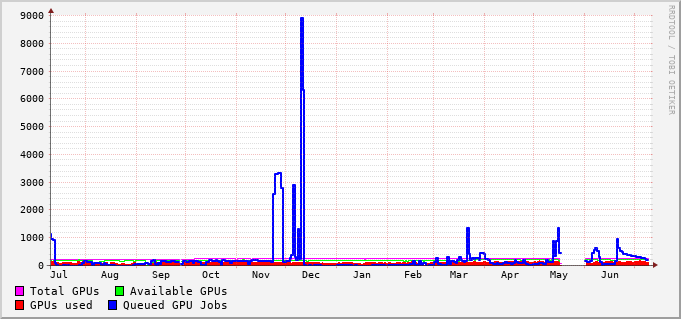 RRDTOOL / TOBI OETIKER
9000
8000
7000
6000
5000
4000
3000
2000
1000
0
Jul Aug Sep Oct Nov Dec Jan Feb Mar Apr May Jun
Total GPUs Available GPUs
GPUs used Queued GPU Jobs